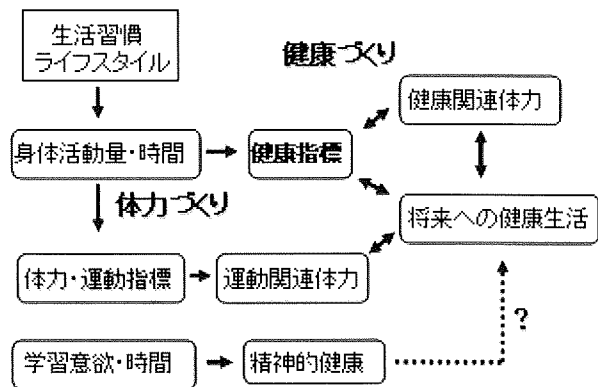 生活習慣
ライフスタイル
健康づくり
健康関連体力
身体活動量・時間
健康指標
体力づくり
将来への健康生活
体力・運動指標
運動関連体力
?
学習意欲・時間
精神的健康